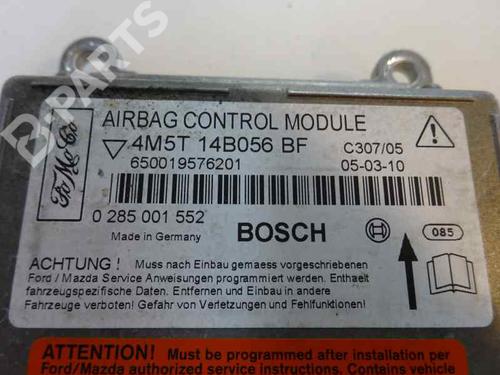 B-PARTS
AIRBAG CONTROL MODULE
4M5T 14B056 BF
C307/05
650019576201
05-03-10
FoMoCo
0 285 001 552
Made in Germany
BOSCH
085
ACHTUNG ! Muss nach Einbau gemaess vorgeschriebenen
Ford / Mazda Service Anweisungen programmiert werden. Enthaelt
fahrzeugspezifische Daten. Entfernen und Einbau in andere
Fahrzeuge verboten! Gefahr von Verletzungen und Fehlfunktionen!
ATTENTION! Must be programmed after installation per
Ford/Mazda authorized service instructions. Contains vehicle